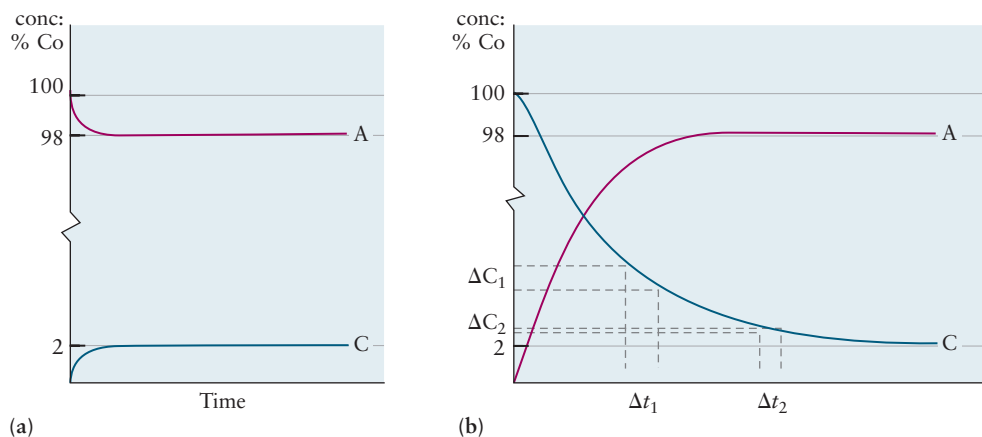 conc:
% Co
100
98
A
2
C
Time
(a)
conc:
% Co
100
98
A
ΔC₁
ΔC₂
2
C
Δt₁
Δt₂
(b)